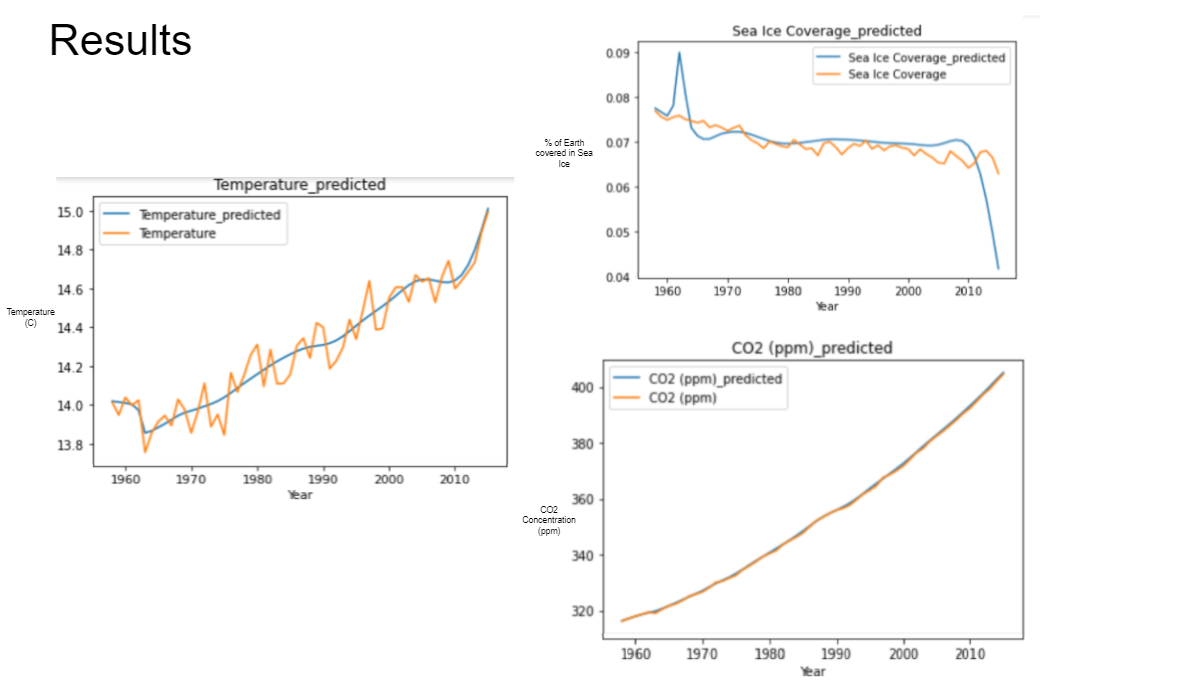 Results
Temperature_predicted
Temperature_predicted
Temperature
15.0
14.8
14.6
14.4
14.2
14.0
13.8
Temperature
(C)
1960 1970 1980 1990 2000 2010
Year
Sea Ice Coverage_predicted
Sea Ice Coverage_predicted
Sea Ice Coverage
0.09
0.08
0.07
0.06
0.05
0.04
% of Earth
covered in Sea
Ice
1960 1970 1980 1990 2000 2010
Year
CO2 (ppm)_predicted
CO2 (ppm)_predicted
CO2 (ppm)
400
380
360
340
320
CO2
Concentration
(ppm)
1960 1970 1980 1990 2000 2010
Year